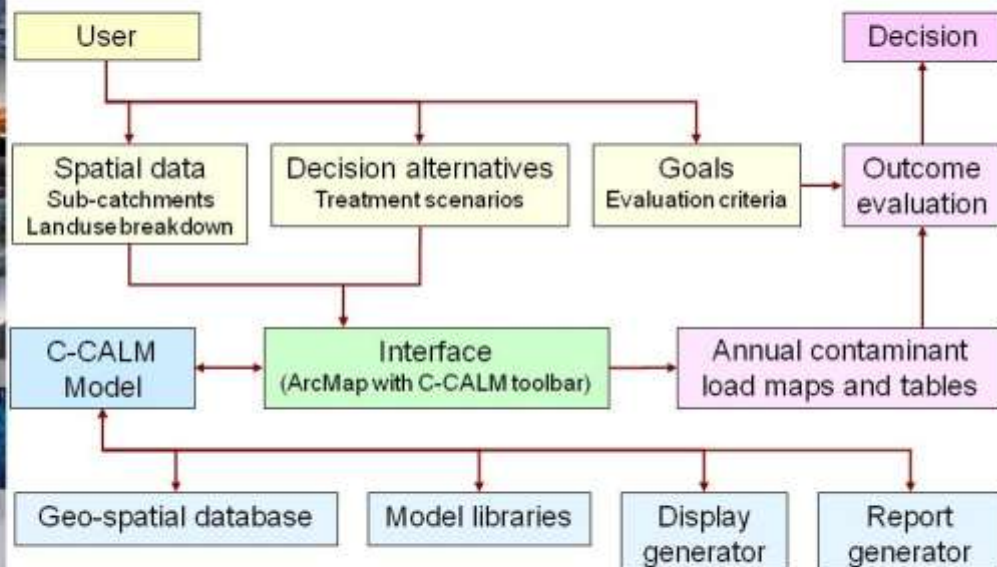 User
Decision
Spatial data
Sub-catchments
Landuse breakdown
Decision alternatives
Treatment scenarios
Goals
Evaluation criteria
Outcome
evaluation
C-CALM
Model
Interface
(ArcMap with C-CALM toolbar)
Annual contaminant
load maps and tables
Geo-spatial database
Model libraries
Display
generator
Report
generator